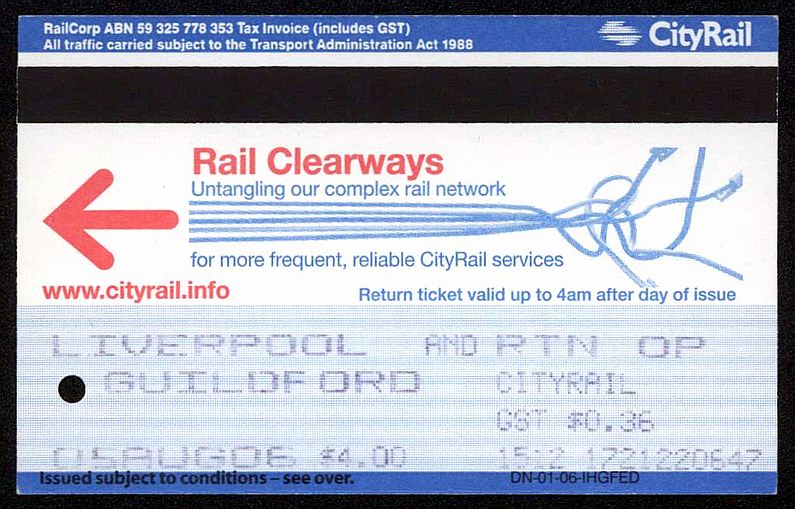 RailCorp ABN 59 325 778 353 Tax Invoice (includes GST)
All traffic carried subject to the Transport Administration Act 1988
CityRail
Rail Clearways
Untangling our complex rail network
for more frequent, reliable CityRail services
www.cityrail.info
Return ticket valid up to 4am after day of issue
LIVERPOOL AND RTN OP
GUILDFORD CITYRAIL
GST $0.36
05AUG06 $4.00 15:2 1721220647
Issued subject to conditions – see over.
DN-01-06-IHGFED